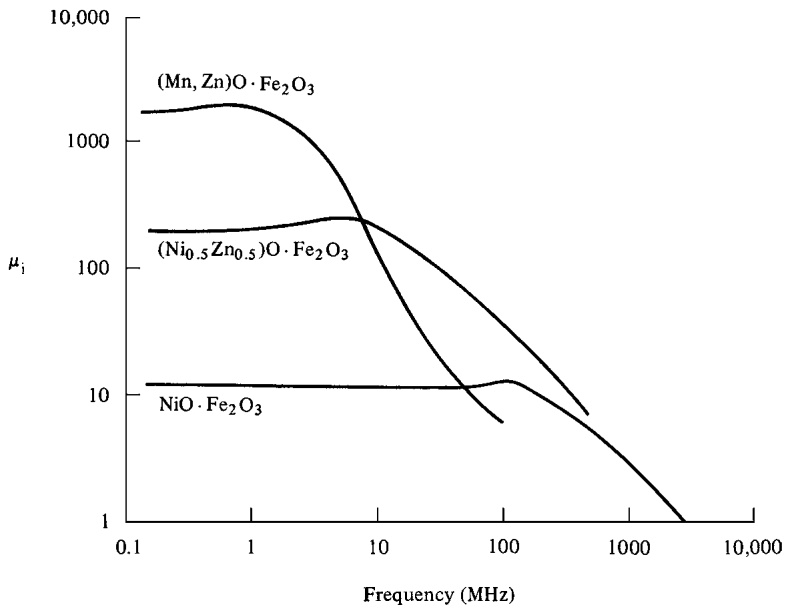 10,000
(Mn, Zn)O · Fe₂O₃
1000
(Ni₀.₅Zn₀.₅)O · Fe₂O₃
μᵢ
100
10
NiO · Fe₂O₃
1
0.1 1 10 100 1000 10,000
Frequency (MHz)